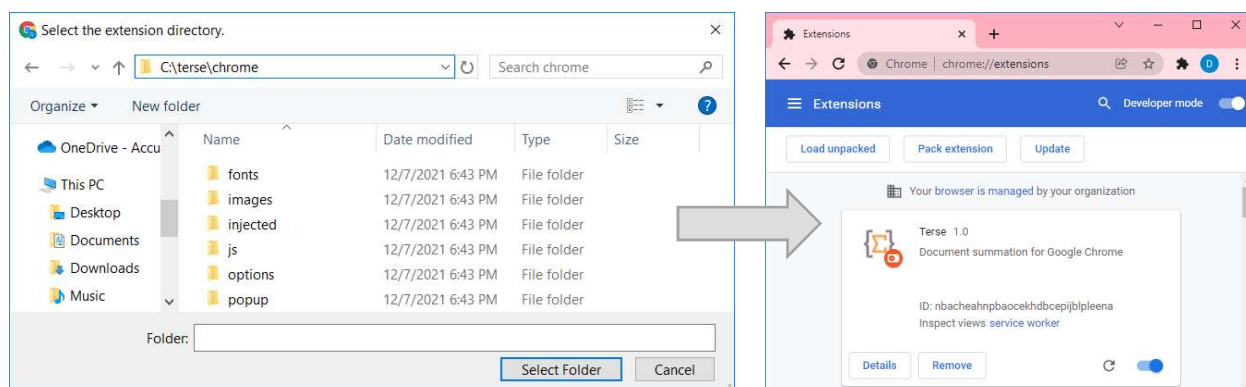 Select the extension directory.
C:\terse\chrome
Search chrome
Organize
New folder
Name
Date modified
Type
Size
OneDrive - Accu
This PC
Desktop
Documents
Downloads
Music
fonts 12/7/2021 6:43 PM File folder
images 12/7/2021 6:43 PM File folder
injected 12/7/2021 6:43 PM File folder
js 12/7/2021 6:43 PM File folder
options 12/7/2021 6:43 PM File folder
popup 12/7/2021 6:43 PM File folder
Folder:
Select Folder
Cancel
Extensions
Chrome | chrome://extensions
D
Extensions
Developer mode
Load unpacked
Pack extension
Update
Your browser is managed by your organization
Terse 1.0
Document summation for Google Chrome
ID: nbacheahnpbaocekhdbcepijblpleena
Inspect views service worker
Details
Remove